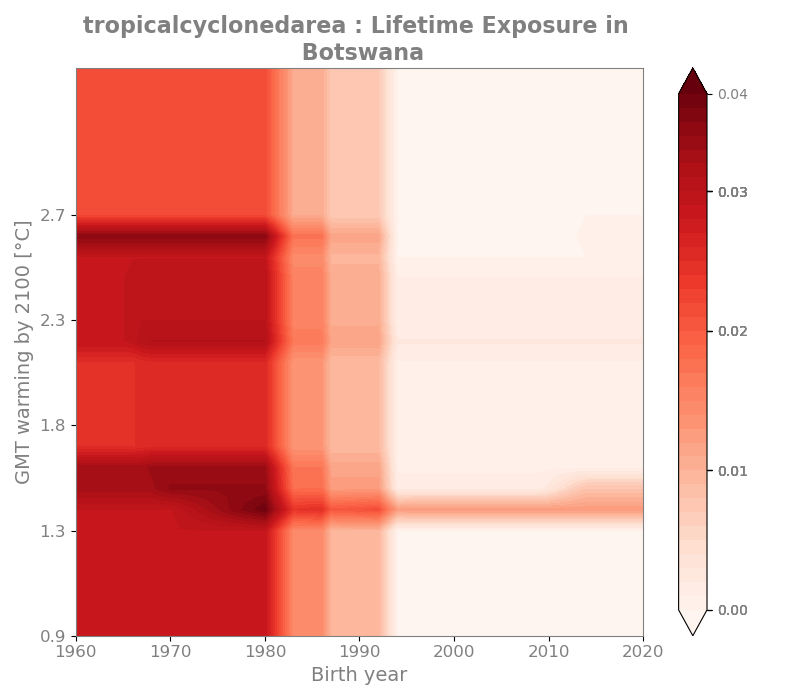 tropicalcyclonedarea : Lifetime Exposure in
Botswana
0.04
0.03
0.02
0.01
0.00
2.7
2.3
1.8
1.3
0.9
GMT warming by 2100 [°C]
1960 1970 1980 1990 2000 2010 2020
Birth year